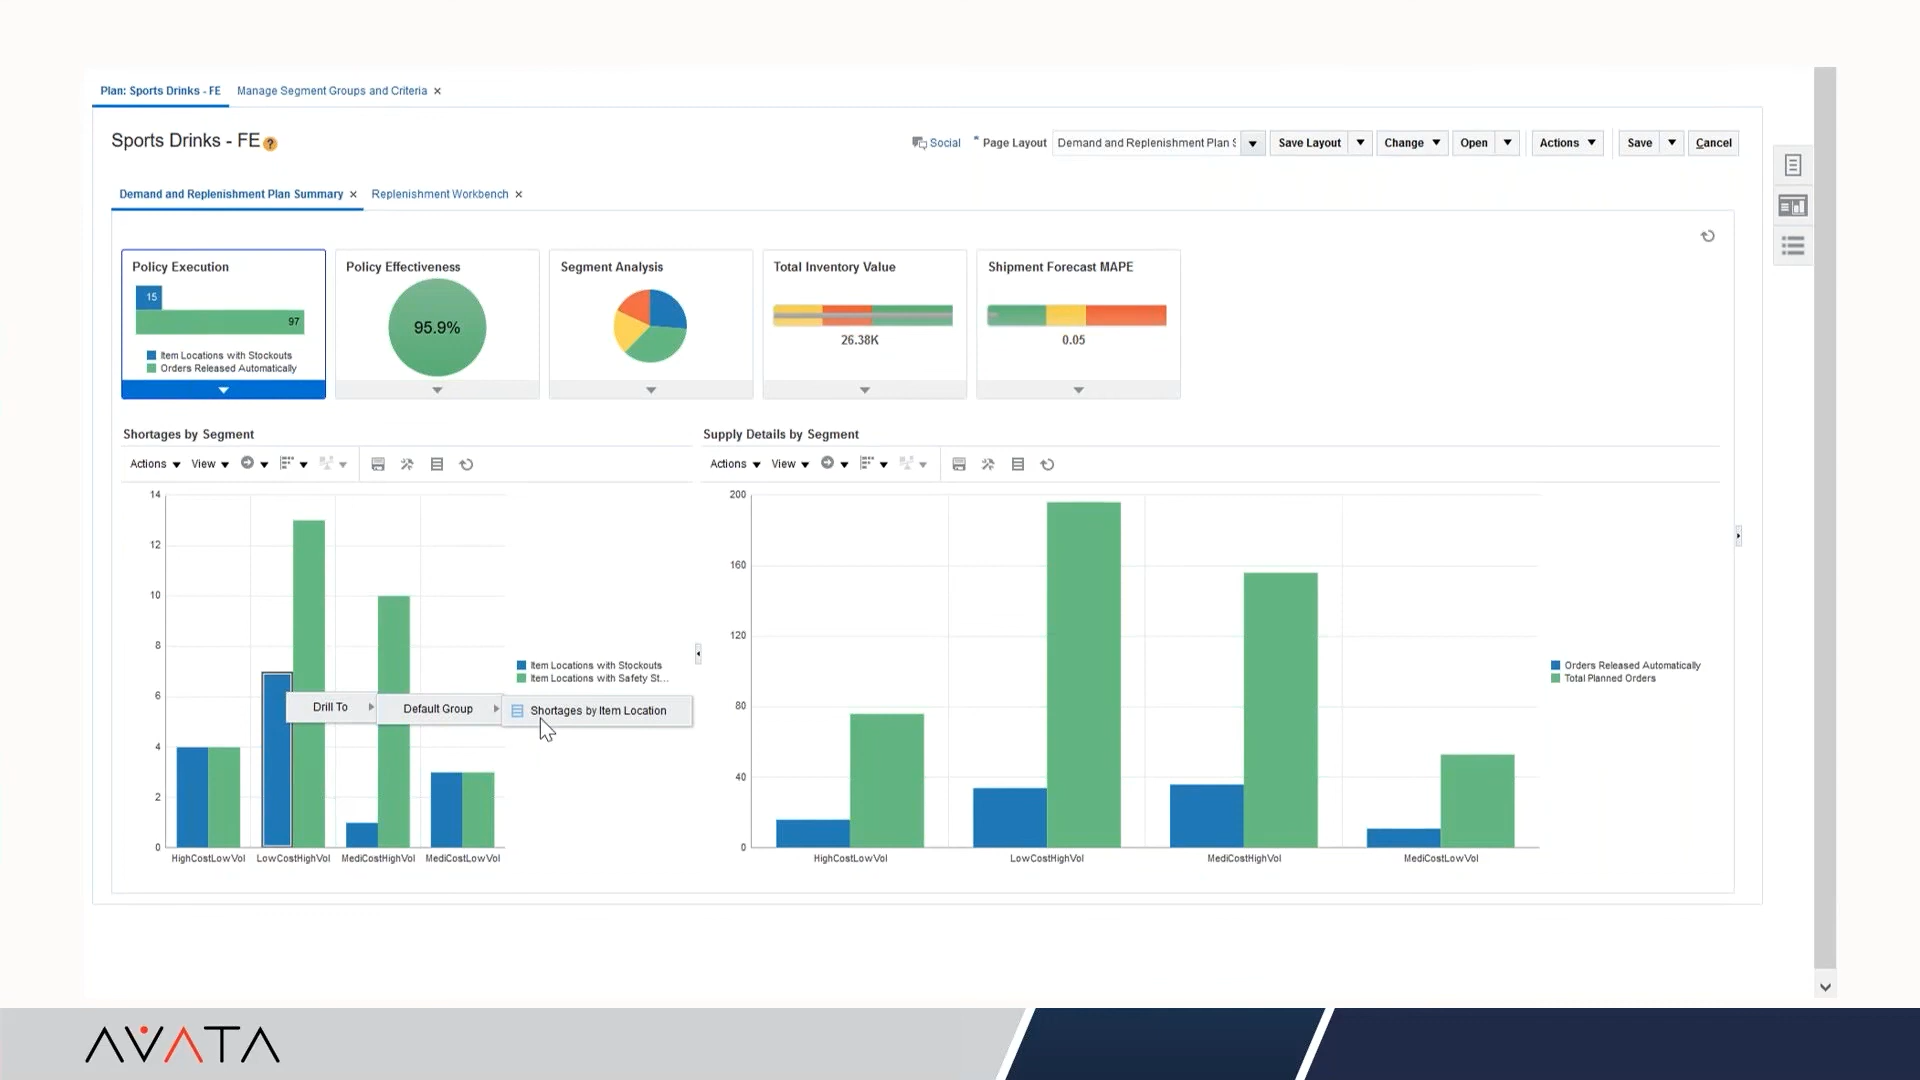 Plan: Sports Drinks - FE Manage Segment Groups and Criteria
Sports Drinks - FE
Social * Page Layout Demand and Replenishment Plan S Save Layout Change Open Actions Save Cancel
Demand and Replenishment Plan Summary Replenishment Workbench
Policy Execution
15
97
Item Locations with Stockouts
Orders Released Automatically
Policy Effectiveness
95.9%
Segment Analysis
Total Inventory Value
26.38K
Shipment Forecast MAPE
0.05
Shortages by Segment
Actions View
14
12
10
8
6
4
2
0
HighCostLowVol LowCostHighVol MediCostHighVol MediCostLowVol
Item Locations with Stockouts
Item Locations with Safety St...
Drill To Default Group Shortages by Item Location
Supply Details by Segment
Actions View
200
160
120
80
40
0
HighCostLowVol LowCostHighVol MediCostHighVol MediCostLowVol
Orders Released Automatically
Total Planned Orders
AVATA